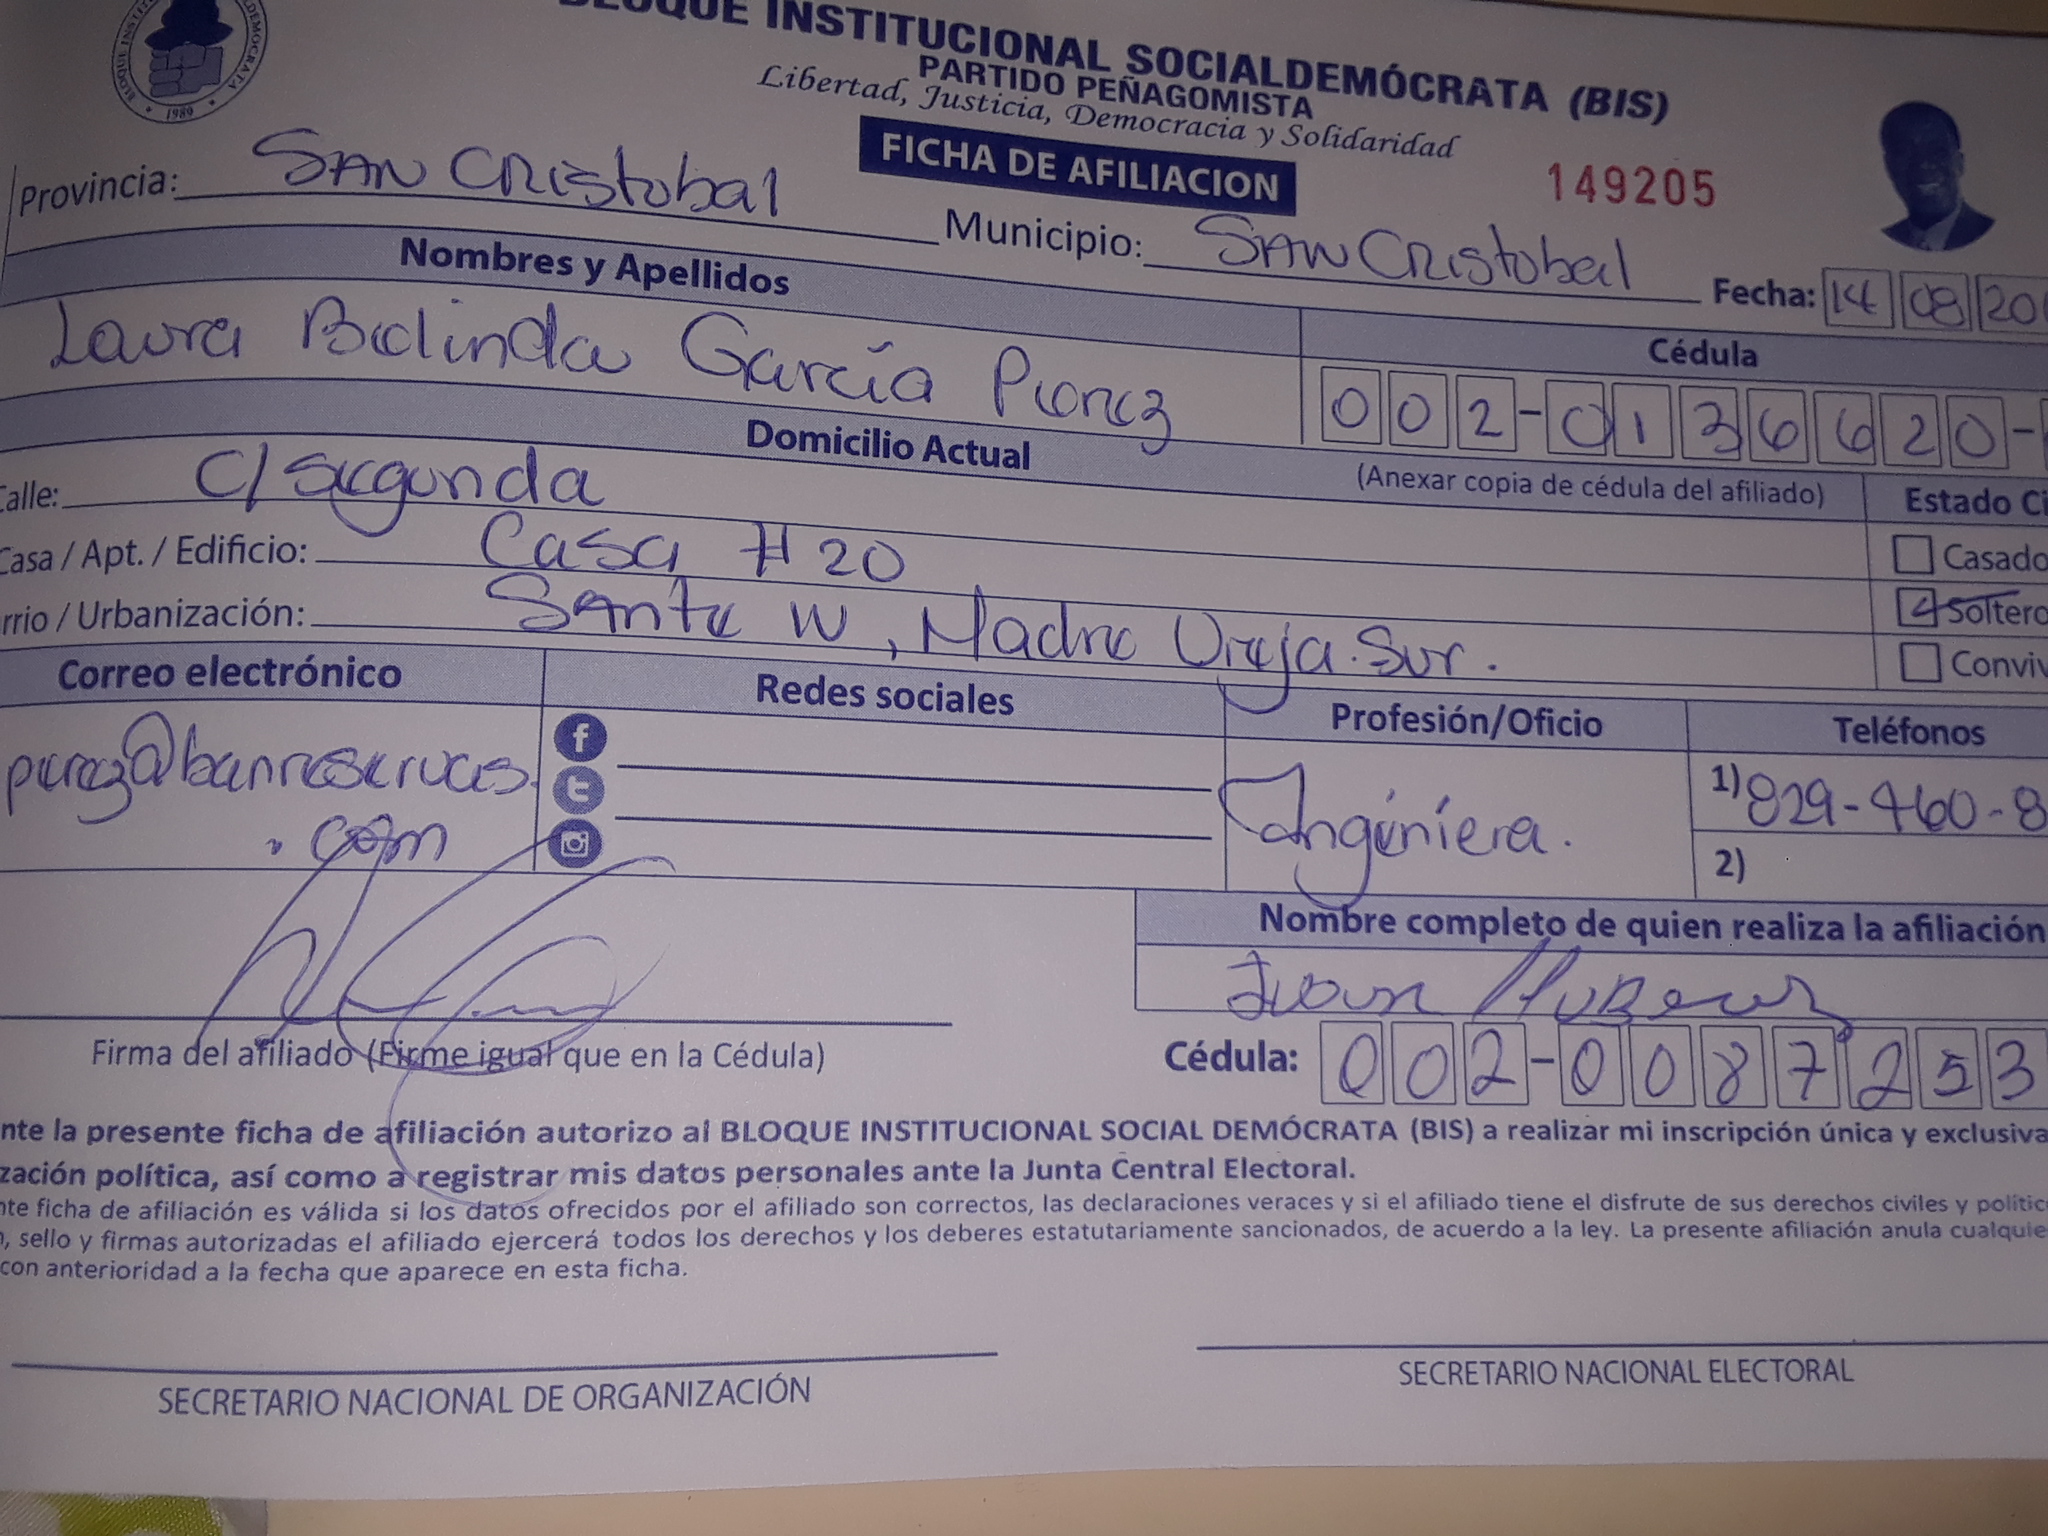 BLOQUE INSTITUCIONAL SOCIALDEMÓCRATA (BIS)
PARTIDO PEÑAGOMISTA
Libertad, Justicia, Democracia y Solidaridad
1989
FICHA DE AFILIACION
149205
Provincia: SAN CRistobal Municipio: SAN CRistobal Fecha: 14 08 20
Nombres y Apellidos
Cédula
Laura Belinda García Perez
002-0136620-
Domicilio Actual
(Anexar copia de cédula del afiliado)
Estado Ci
Calle: C/ segunda
Casado
Casa / Apt. / Edificio: Casa #20
Soltero
rrio / Urbanización: Sante W, Madre Vieja Sur.
Conviv
Correo electrónico
Redes sociales
Profesión/Oficio
Teléfonos
perez@banreservas.
.com
Ingeniera.
1) 829-460-8
2)
Nombre completo de quien realiza la afiliación
Firma del afiliado (Firme igual que en la Cédula)
Cédula: 002-0087253
nte la presente ficha de afiliación autorizo al BLOQUE INSTITUCIONAL SOCIAL DEMÓCRATA (BIS) a realizar mi inscripción única y exclusiva
zación política, así como a registrar mis datos personales ante la Junta Central Electoral.
nte ficha de afiliación es válida si los datos ofrecidos por el afiliado son correctos, las declaraciones veraces y si el afiliado tiene el disfrute de sus derechos civiles y polític
, sello y firmas autorizadas el afiliado ejercerá todos los derechos y los deberes estatutariamente sancionados, de acuerdo a la ley. La presente afiliación anula cualquie
con anterioridad a la fecha que aparece en esta ficha.
SECRETARIO NACIONAL DE ORGANIZACIÓN
SECRETARIO NACIONAL ELECTORAL